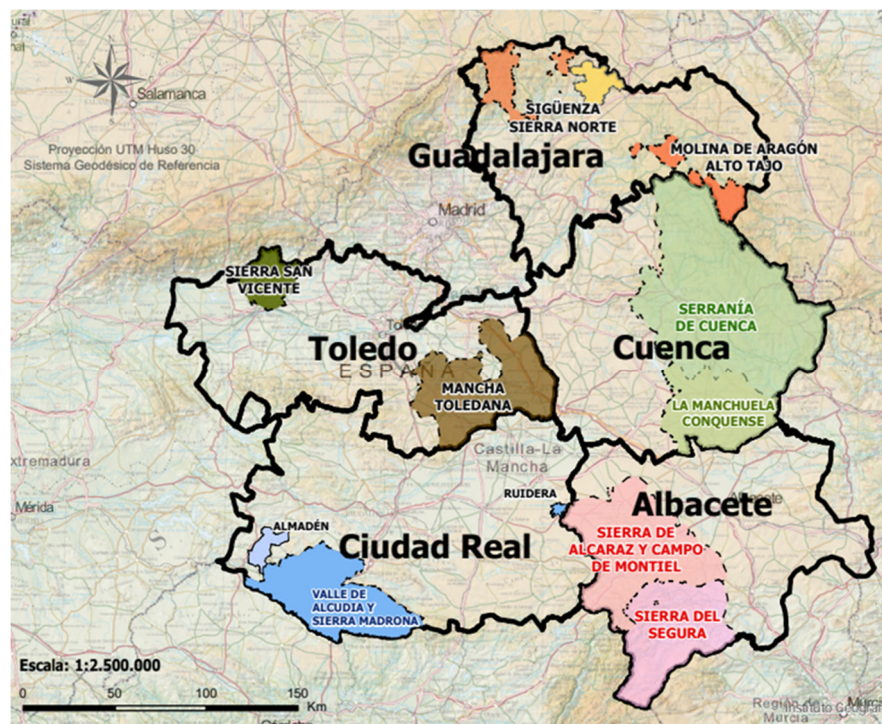 Salamanca
Proyección UTM Huso 30
Sistema Geodésico de Referencia
SIGÜENZA
SIERRA NORTE
Guadalajara
MOLINA DE ARAGÓN
ALTO TAJO
Madrid
SIERRA SAN
VICENTE
SERRANÍA
DE CUENCA
Toledo
Cuenca
ESPAÑA
MANCHA
TOLEDANA
LA MANCHUELA
CONQUENSE
Castilla-La
Mancha
xtremadura
Mérida
RUIDERA
Albacete
ALMADÉN
Ciudad Real
SIERRA DE
ALCARAZ Y CAMPO
DE MONTIEL
VALLE DE
ALCUDIA Y
SIERRA MADRONA
SIERRA DEL
SEGURA
Escala: 1:2.500.000
0 50 100 150
Km
Región de
Murcia